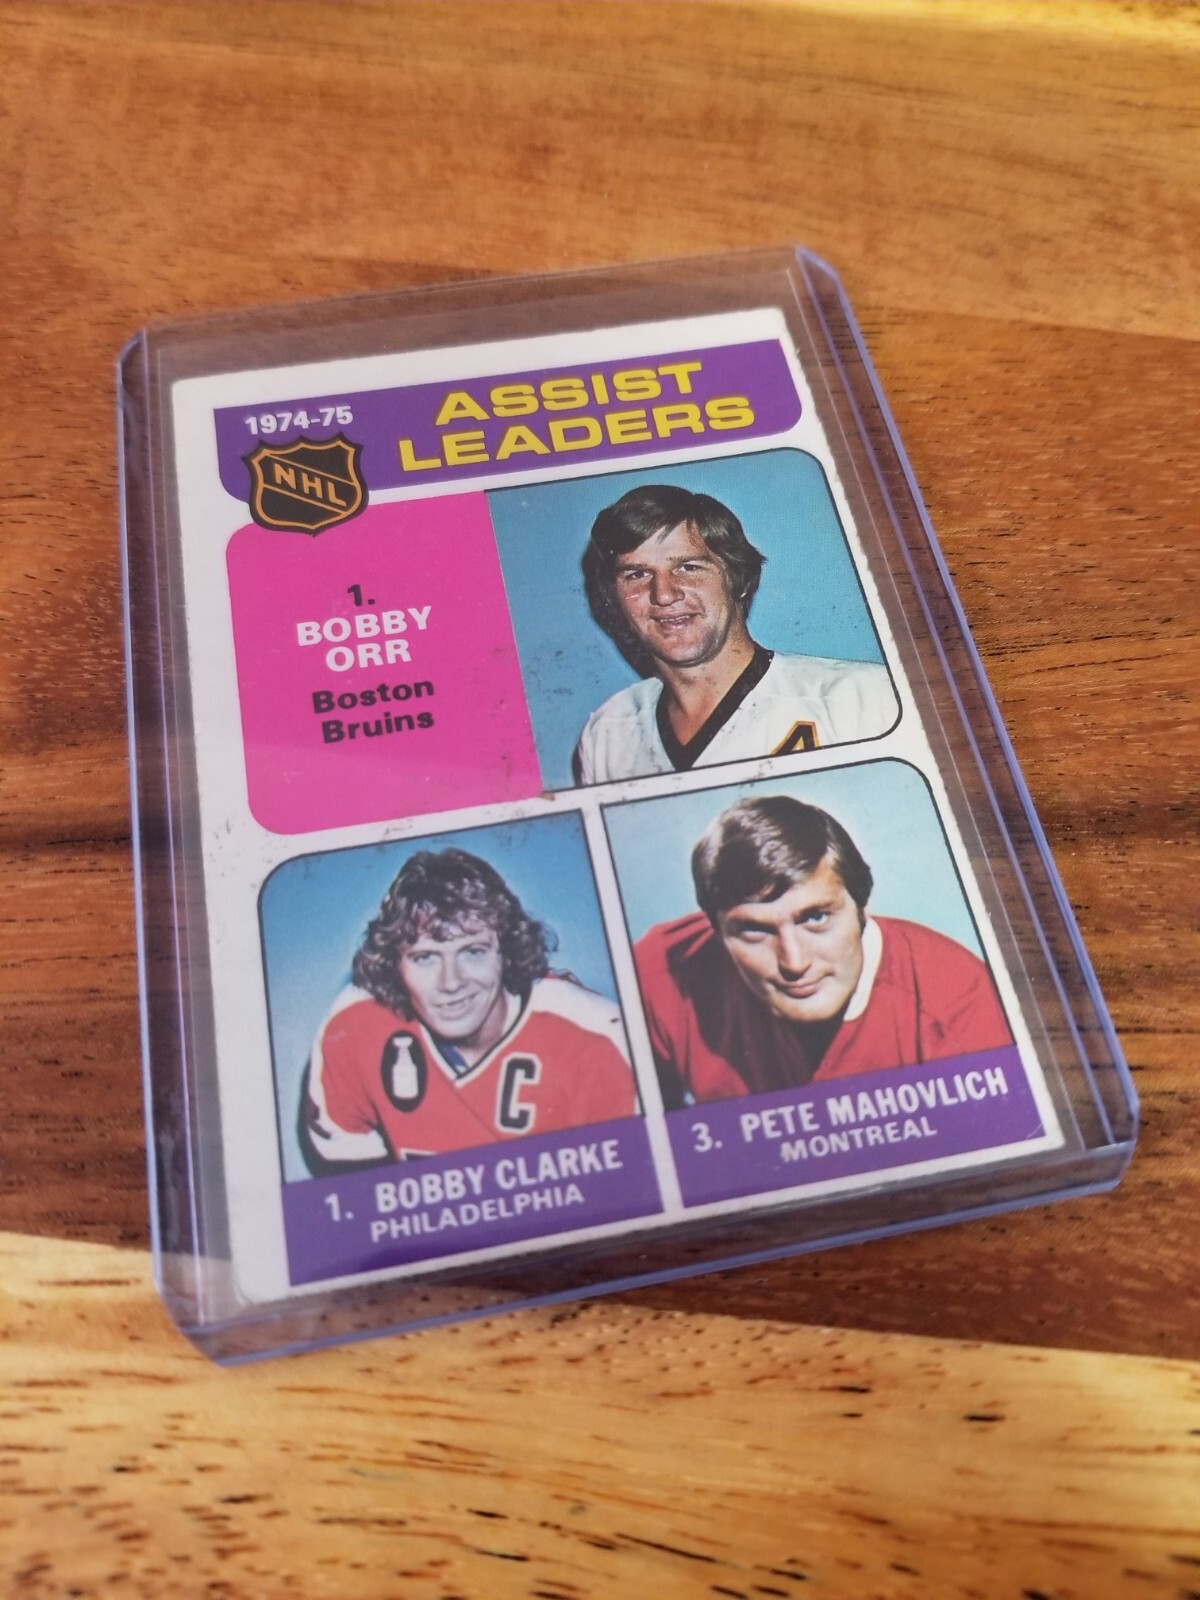 1974-75
ASSIST
LEADERS
NHL
1.
BOBBY
ORR
Boston
Bruins
A
C
1. BOBBY CLARKE
PHILADELPHIA
3. PETE MAHOVLICH
MONTREAL